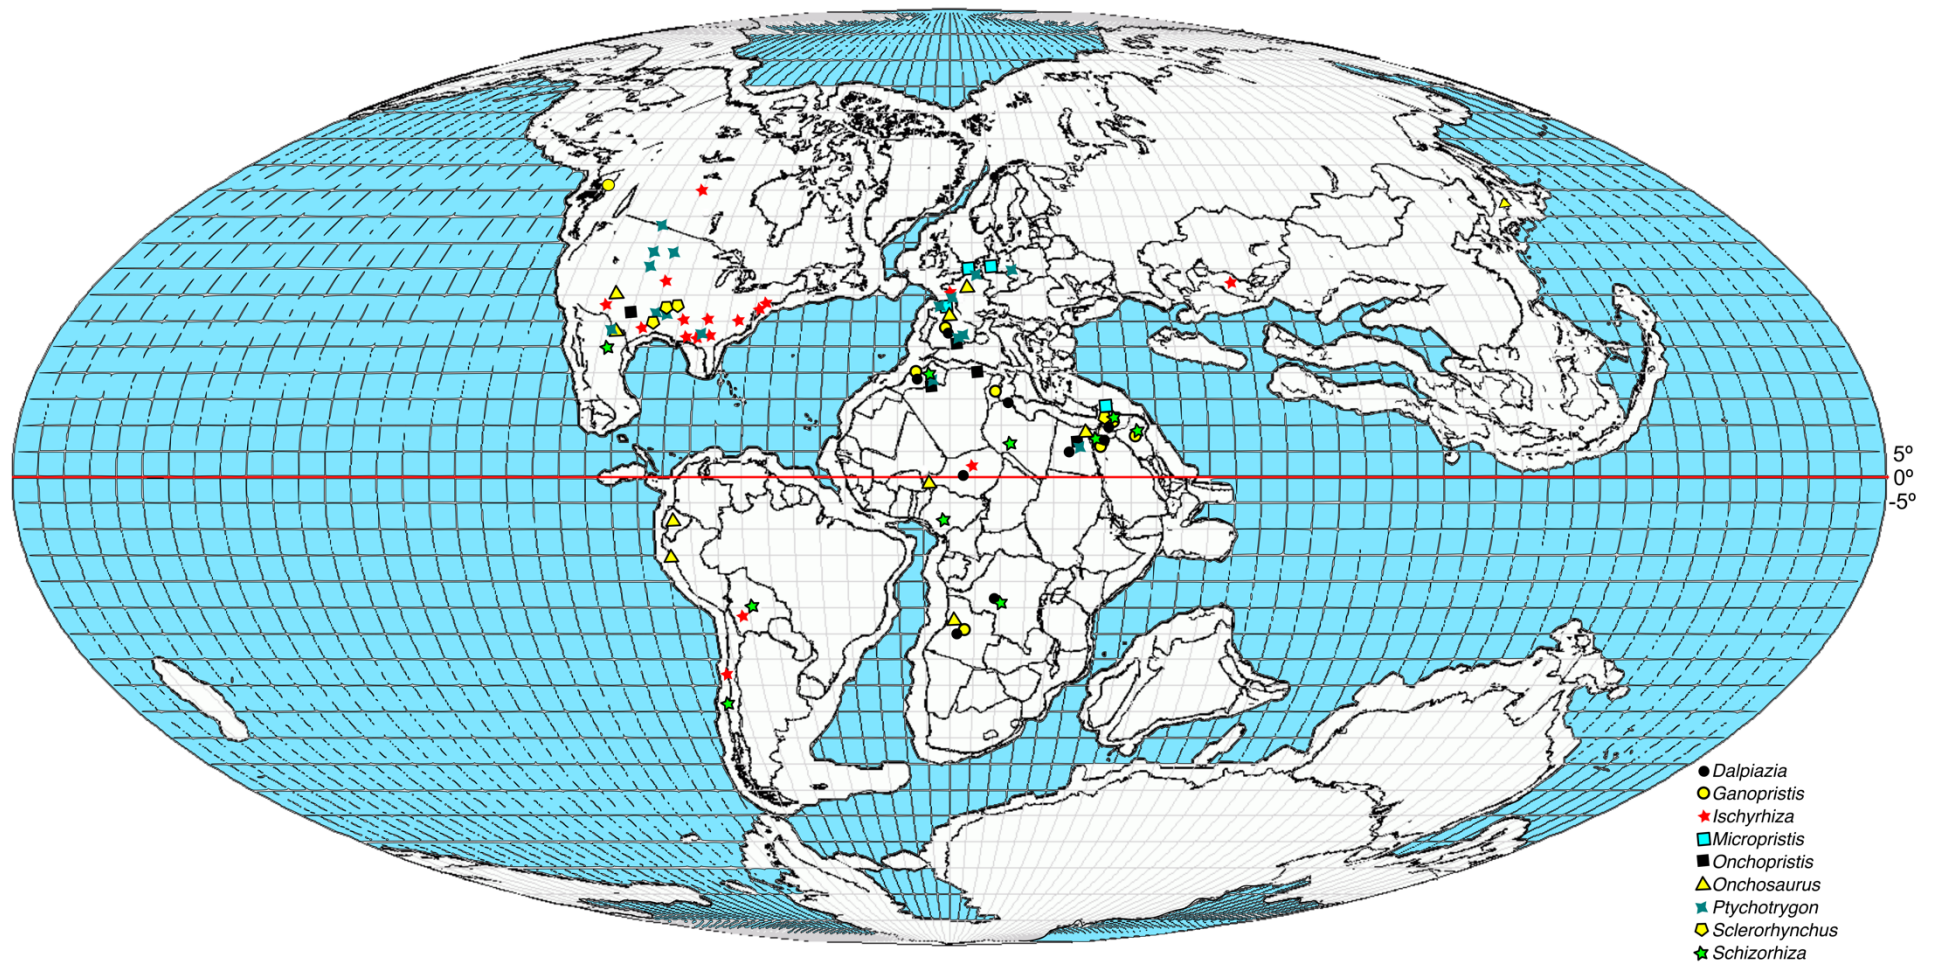 5º
0º
-5º
Dalpiazia
Ganopristis
Ischyrhiza
Micropristis
Onchopristis
Onchosaurus
Ptychotrygon
Sclerorhynchus
Schizorhiza